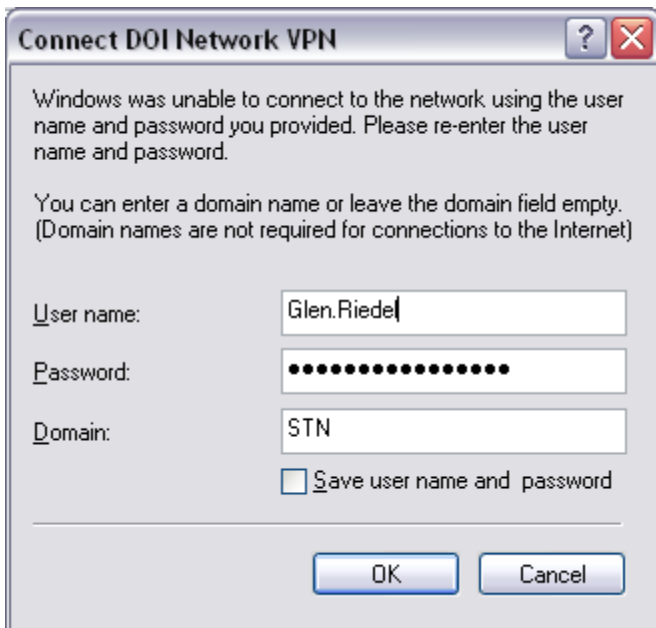 Connect DOI Network VPN
Windows was unable to connect to the network using the user
name and password you provided. Please re-enter the user
name and password.
You can enter a domain name or leave the domain field empty.
(Domain names are not required for connections to the Internet)
User name: Glen.Riedel
Password: ●●●●●●●●●●●●●●●●
Domain: STN
Save user name and password
OK Cancel